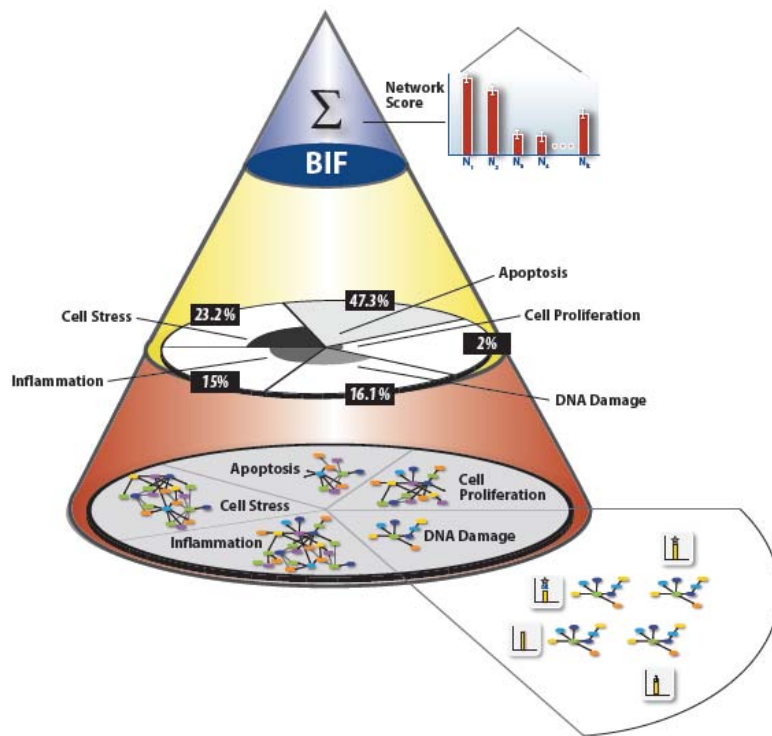 Σ
BIF
Network
Score
N₁ N₂ N₃ N₄ ...
Apoptosis
47.3%
23.2%
Cell Stress
Cell Proliferation
2%
Inflammation
15%
16.1%
DNA Damage
Apoptosis
Cell
Proliferation
Cell Stress
Inflammation
DNA Damage